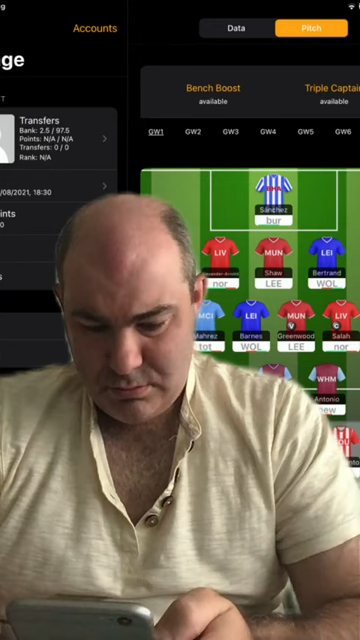 Accounts
Data
Pitch
ge
T
Bench Boost
available
Triple Captai
available
Transfers
Bank: 2.5 / 97.5
Points: N/A / N/A
Transfers: 0 / 0
Rank: N/A
GW1 GW2 GW3 GW4 GW5 GW6
/08/2021, 18:30
ints
0
s
Sánchez
bur
LIV MUN LEI
Shaw Bertrand
nor LEE WOL
MCI LEI MUN LIV
V C
Mahrez Barnes Greenwood Salah
tot WOL LEE nor
WHM
Antonio
new